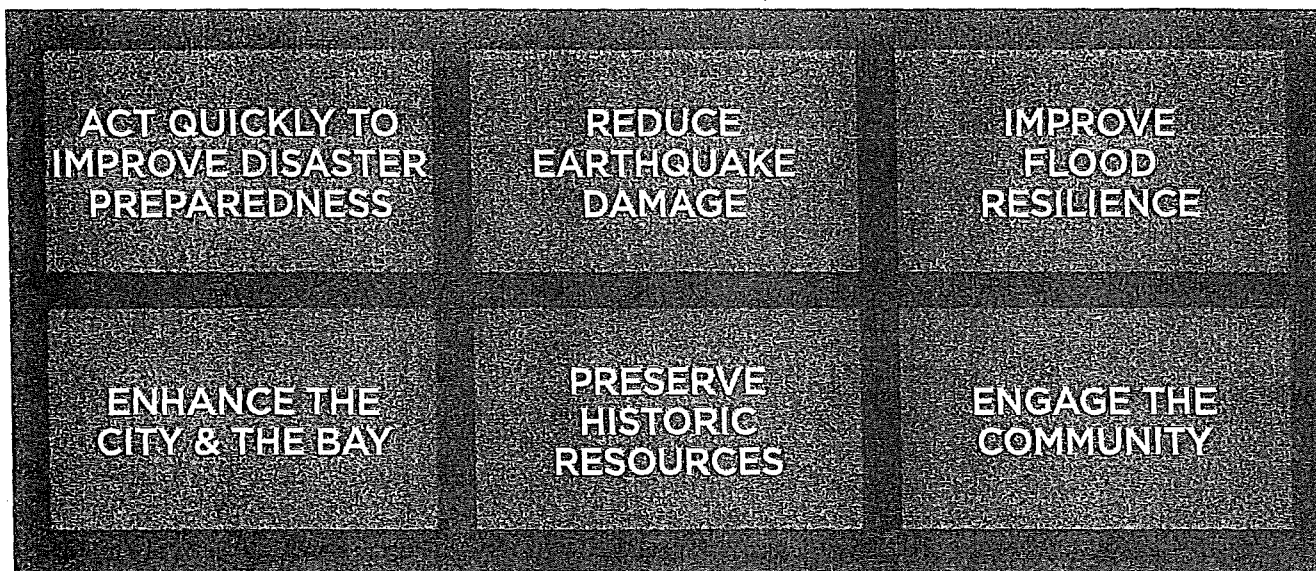 ACT QUICKLY TO
IMPROVE DISASTER
PREPAREDNESS
REDUCE
EARTHQUAKE
DAMAGE
IMPROVE
FLOOD
RESILIENCE
ENHANCE THE
CITY & THE BAY
PRESERVE
HISTORIC
RESOURCES
ENGAGE THE
COMMUNITY